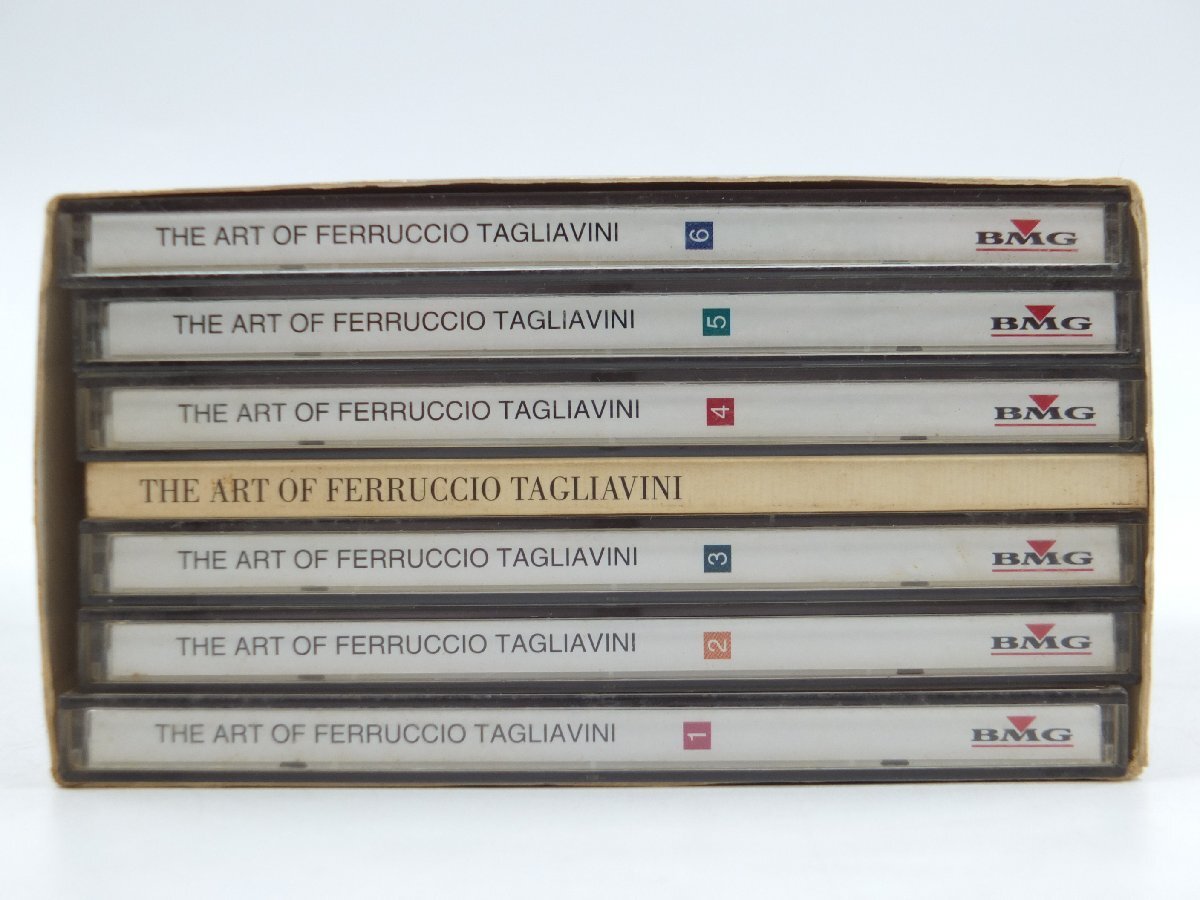 THE ART OF FERRUCCIO TAGLIAVINI 6 BMG
THE ART OF FERRUCCIO TAGLIAVINI 5 BMG
THE ART OF FERRUCCIO TAGLIAVINI 4 BMG
THE ART OF FERRUCCIO TAGLIAVINI
THE ART OF FERRUCCIO TAGLIAVINI 3 BMG
THE ART OF FERRUCCIO TAGLIAVINI 2 BMG
THE ART OF FERRUCCIO TAGLIAVINI 1 BMG